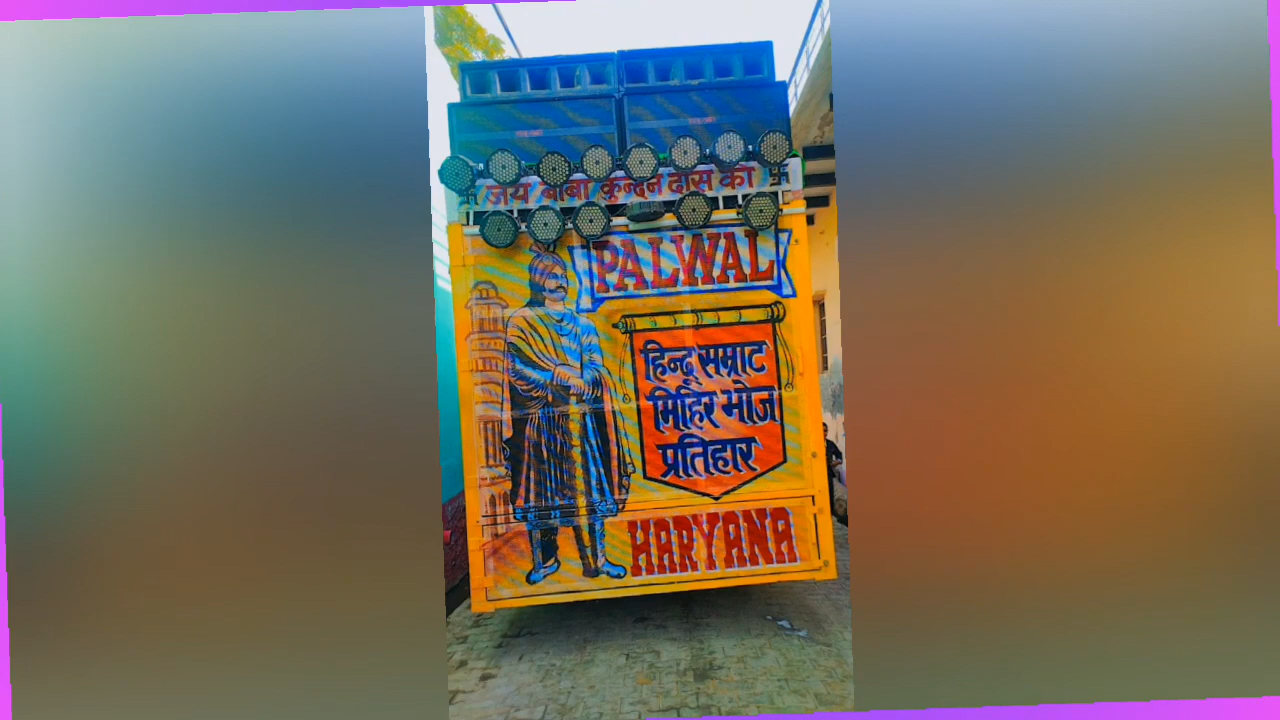 जय बाबा कुन्दन दास की
PALWAL
हिन्दू सम्राट
मिहिर भोज
प्रतिहार
HARYANA